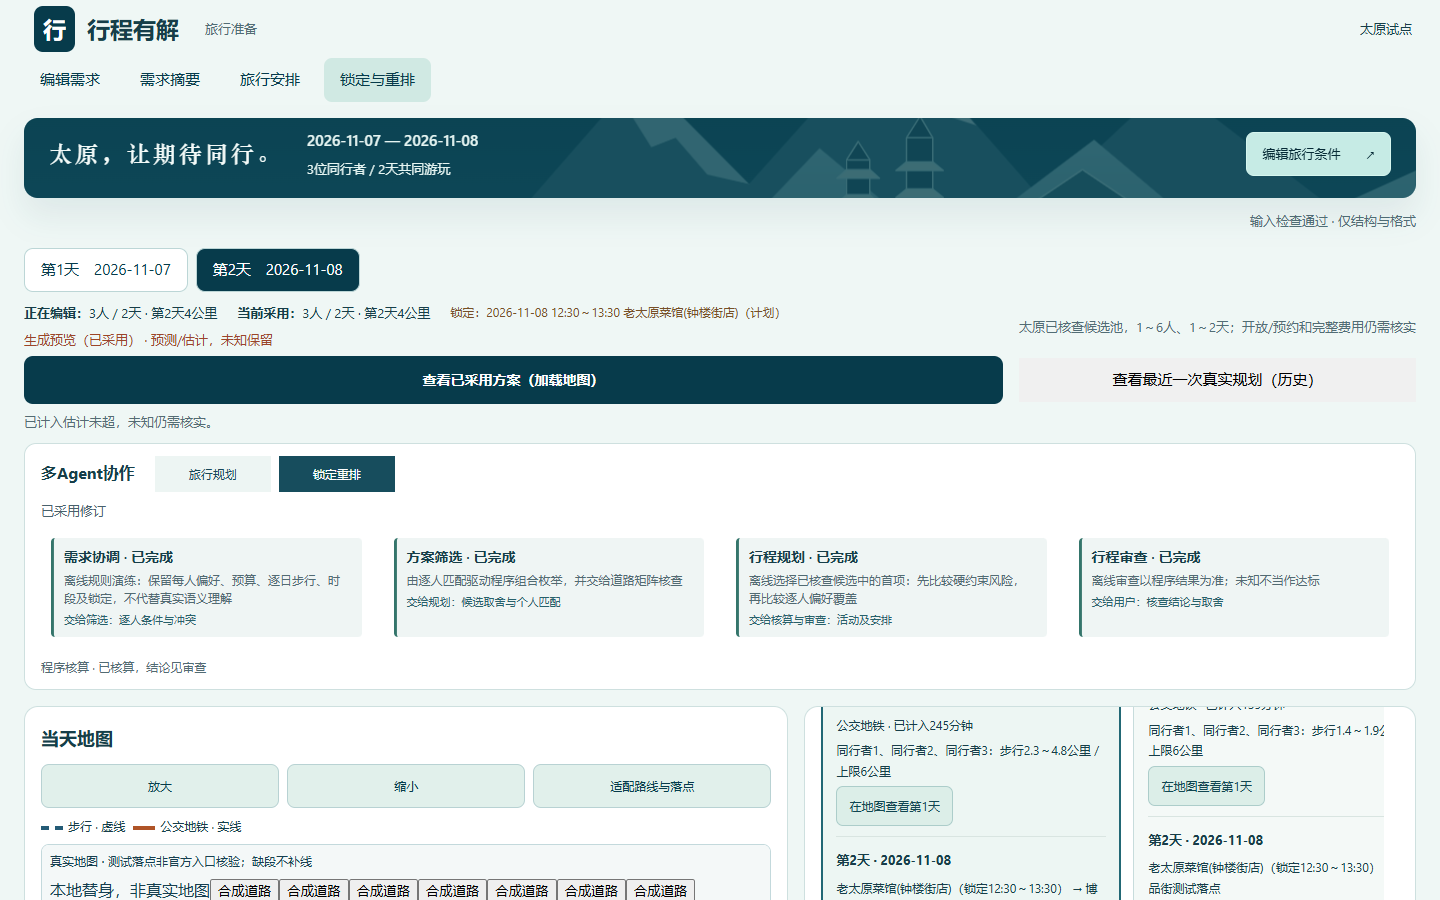 行 行程有解 旅行准备 太原试点
编辑需求 需求摘要 旅行安排 锁定与重排
太原，让期待同行。
2026-11-07 — 2026-11-08
3位同行者 / 2天共同游玩
编辑旅行条件 ↗
输入检查通过 · 仅结构与格式
第1天 2026-11-07 第2天 2026-11-08
正在编辑：3人 / 2天 · 第2天4公里 当前采用：3人 / 2天 · 第2天4公里 锁定：2026-11-08 12:30～13:30 老太原菜馆(钟楼街店)（计划）
生成预览（已采用） · 预测/估计，未知保留
太原已核查候选池，1～6人、1～2天；开放/预约和完整费用仍需核实
查看已采用方案（加载地图） 查看最近一次真实规划（历史）
已计入估计未超，未知仍需核实。
多Agent协作 旅行规划 锁定重排
已采用修订
需求协调 · 已完成
离线规则演练：保留每人偏好、预算、逐日步行、时
段及锁定，不代替真实语义理解
交给筛选：逐人条件与冲突
方案筛选 · 已完成
由逐人匹配驱动程序组合枚举，并交给道路矩阵核查
交给规划：候选取舍与个人匹配
行程规划 · 已完成
离线选择已核查候选中的首项：先比较硬约束风险，
再比较逐人偏好覆盖
交给核算与审查：活动及安排
行程审查 · 已完成
离线审查以程序结果为准；未知不当作达标
交给用户：核查结论与取舍
程序核算 · 已核算，结论见审查
当天地图
放大 缩小 适配路线与落点
步行 · 虚线 公交地铁 · 实线
真实地图 · 测试落点非官方入口核验；缺段不补线
本地替身，非真实地图 合成道路 合成道路 合成道路 合成道路 合成道路 合成道路 合成道路
公交地铁 · 已计入245分钟
同行者1、同行者2、同行者3：步行2.3～4.8公里 /
上限6公里
在地图查看第1天
第2天 · 2026-11-08
老太原菜馆(钟楼街店)（锁定12:30～13:30） → 博
同行者1、同行者2、同行者3：步行1.4～1.9
上限6公里
在地图查看第1天
第2天 · 2026-11-08
老太原菜馆(钟楼街店)（锁定12:30～13:30）
品街测试落点